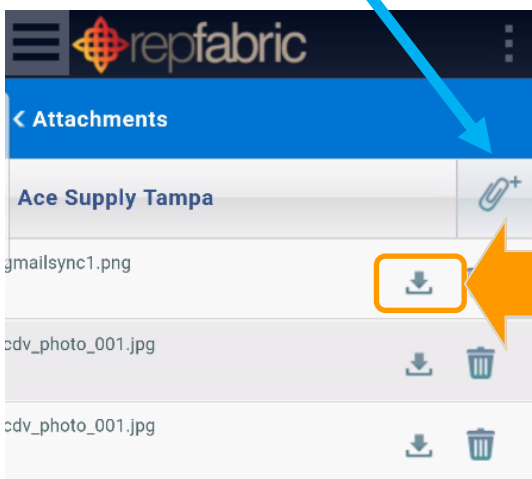 repfabric
< Attachments
Ace Supply Tampa
gmailsync1.png
cdv_photo_001.jpg
cdv_photo_001.jpg